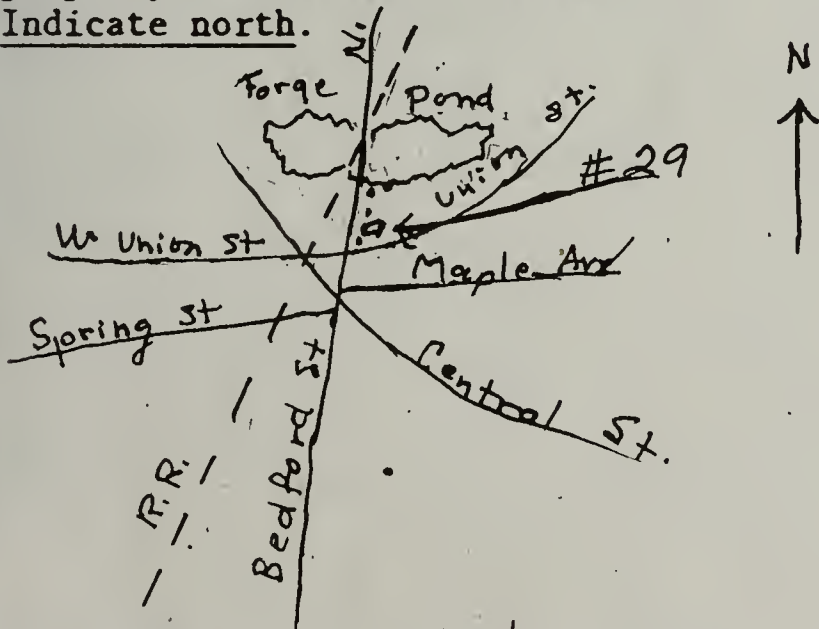 Indicate north.
N.
N
Forge Pond
Union St.
#29
W Union St
Maple Ave
Spring St
Central St.
Bedford St
R.R.